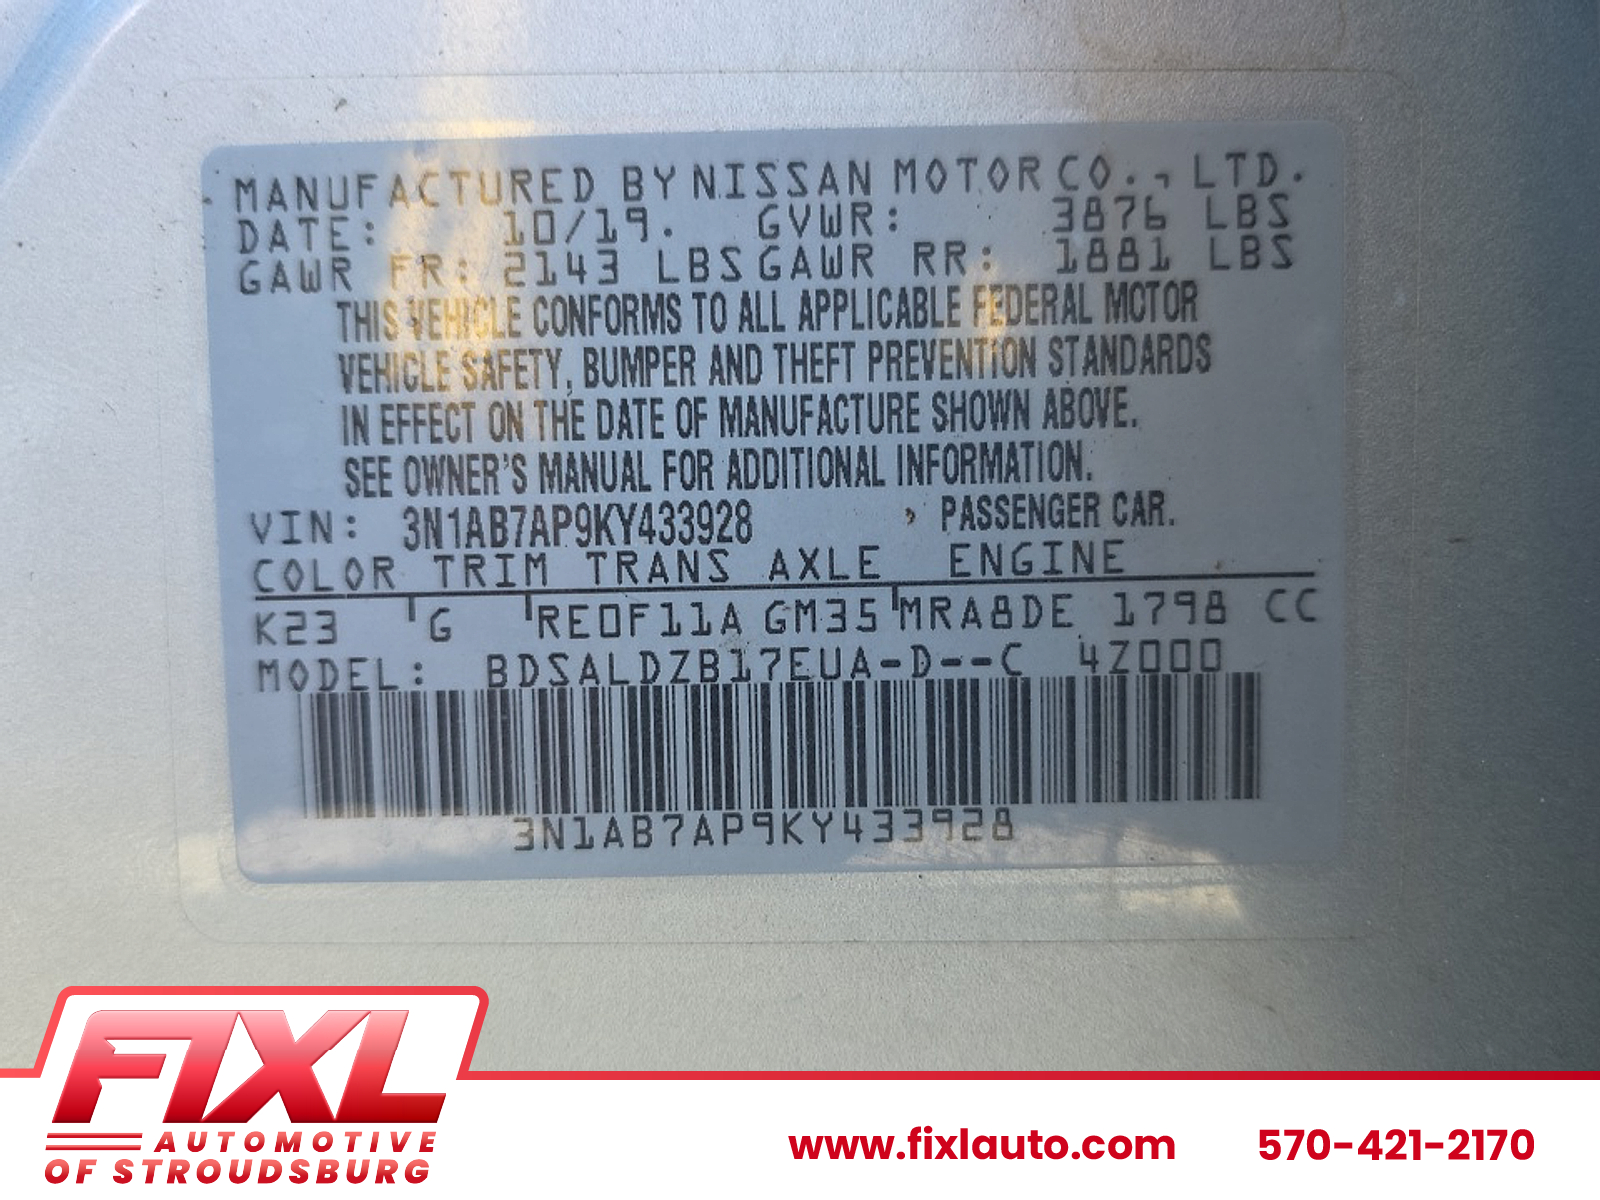 MANUFACTURED BY NISSAN MOTOR CO., LTD.
DATE: 10/19. GVWR: 3876 LBS
GAWR FR: 2143 LBS GAWR RR: 1881 LBS
THIS VEHICLE CONFORMS TO ALL APPLICABLE FEDERAL MOTOR
VEHICLE SAFETY, BUMPER AND THEFT PREVENTION STANDARDS
IN EFFECT ON THE DATE OF MANUFACTURE SHOWN ABOVE.
SEE OWNER'S MANUAL FOR ADDITIONAL INFORMATION.
VIN: 3N1AB7AP9KY433928 PASSENGER CAR.
COLOR TRIM TRANS AXLE ENGINE
K23 G RE0F11A GM35 MRA8DE 1798 CC
MODEL: BDSALDZB17EUA-D--C 4Z000
3N1AB7AP9KY433928
FIXL
AUTOMOTIVE
OF STROUDSBURG
www.fixlauto.com 570-421-2170